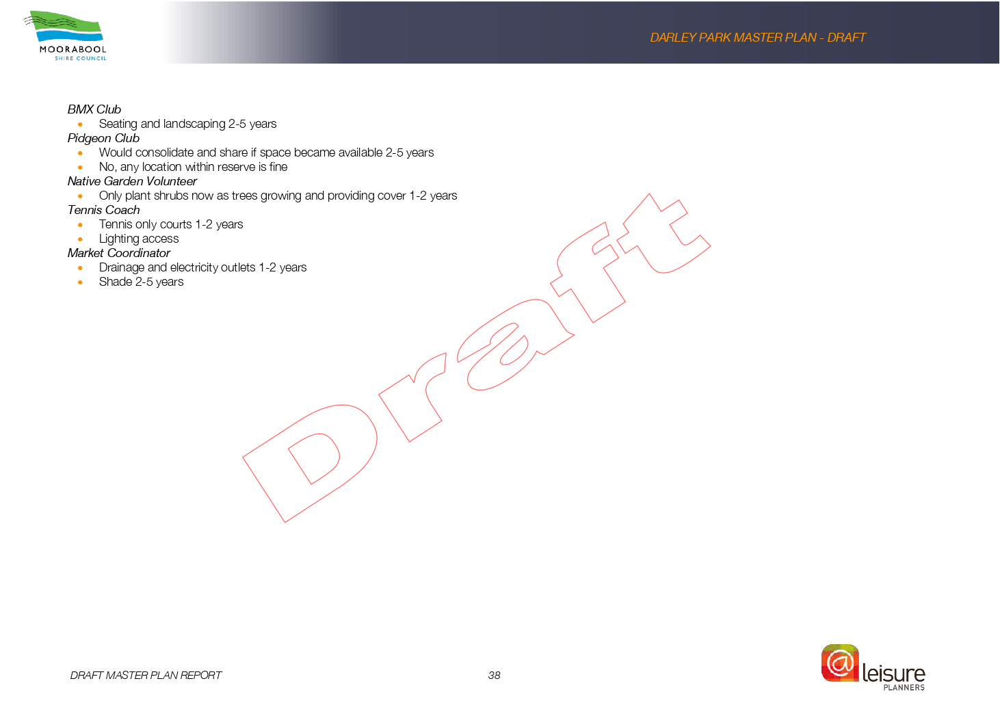 MOORABOOL
SHIRE COUNCIL
DARLEY PARK MASTER PLAN - DRAFT
BMX Club
• Seating and landscaping 2-5 years
Pidgeon Club
• Would consolidate and share if space became available 2-5 years
• No, any location within reserve is fine
Native Garden Volunteer
• Only plant shrubs now as trees growing and providing cover 1-2 years
Tennis Coach
• Tennis only courts 1-2 years
• Lighting access
Market Coordinator
• Drainage and electricity outlets 1-2 years
• Shade 2-5 years
Draft
DRAFT MASTER PLAN REPORT
38
@leisure
PLANNERS